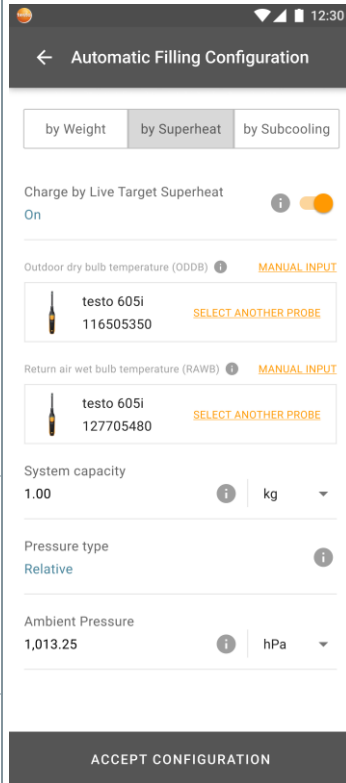 testo
12:30
Automatic Filling Configuration
by Weight by Superheat by Subcooling
Charge by Live Target Superheat
On
Outdoor dry bulb temperature (ODDB) MANUAL INPUT
testo 605i
116505350
SELECT ANOTHER PROBE
Return air wet bulb temperature (RAWB) MANUAL INPUT
testo 605i
127705480
SELECT ANOTHER PROBE
System capacity
1.00 kg
Pressure type
Relative
Ambient Pressure
1,013.25 hPa
ACCEPT CONFIGURATION